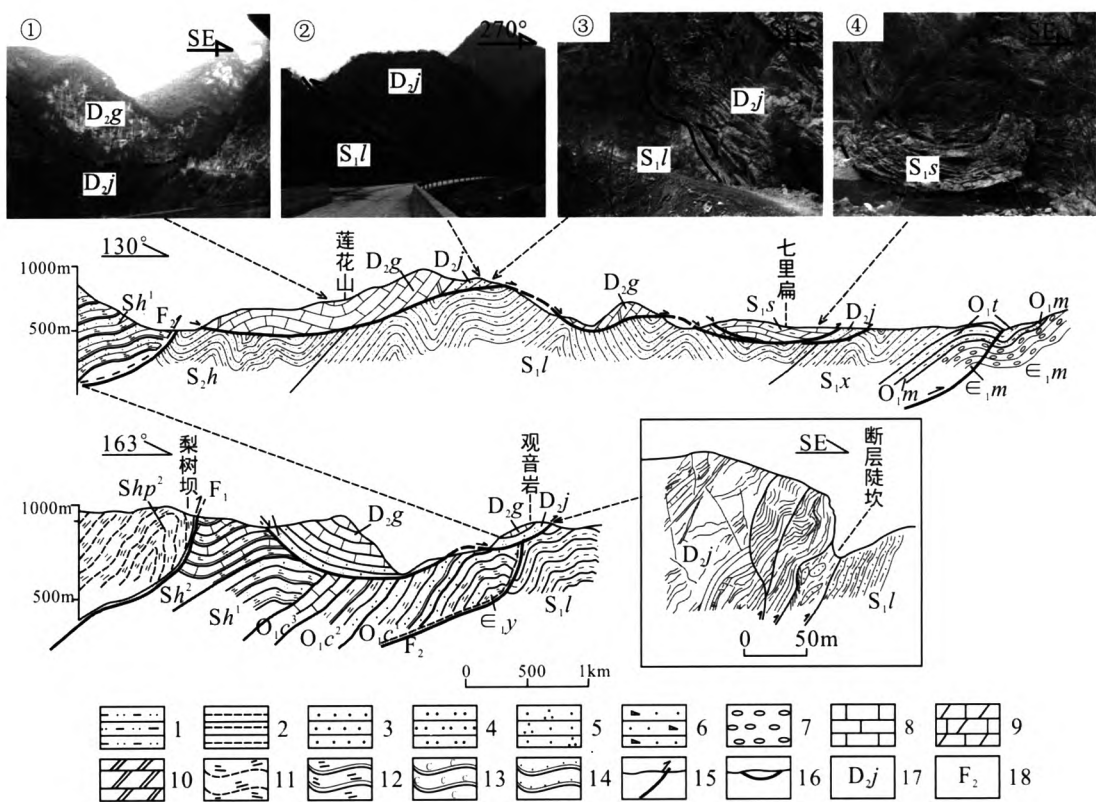 ① SE D₂g D₂j
② 270° D₂j S₁l
③ D₂j S₁l
④ SE S₁s
130° 莲花山 D₂g D₂j D₂g 七里扁 S₁s D₂j O₁t O₁m
1000m
500m
Sh¹ F₂ S₂h S₁l S₁x O₁m ∈₁m ∈₁m
163° 梨树坝 观音岩 SE 断层陡坎
Shp² F₁ D₂g D₂g D₂j
1000m
500m
Sh² Sh¹ O₁c³ O₁c² O₁c¹ F₂ ∈₁y S₁l
D₂j S₁l
0 50m
0 500 1km
1 2 3 4 5 6 7 8 9
10 11 12 13 14 15 16 D₂j 17 F₂ 18